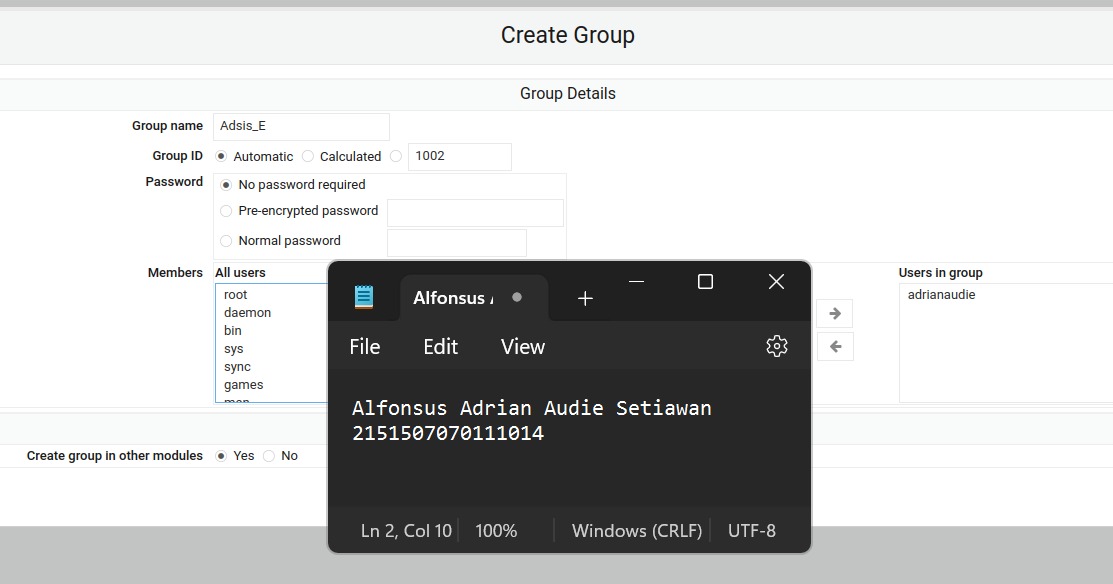 Create Group
Group Details
Group name Adsis_E
Group ID Automatic Calculated 1002
Password No password required
Pre-encrypted password
Normal password
Members All users Users in group
root
daemon
bin
sys
sync
games
man
adrianaudie
Create group in other modules Yes No
Alfonsus
File Edit View
Alfonsus Adrian Audie Setiawan
2151507070111014
Ln 2, Col 10 100% Windows (CRLF) UTF-8